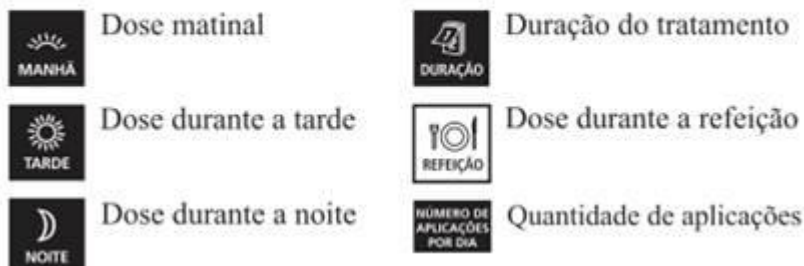 Dose matinal
MANHÃ
Duração do tratamento
DURAÇÃO
Dose durante a tarde
TARDE
Dose durante a refeição
REFEIÇÃO
Dose durante a noite
NOITE
NÚMERO DE
APLICAÇÕES
POR DIA
Quantidade de aplicações